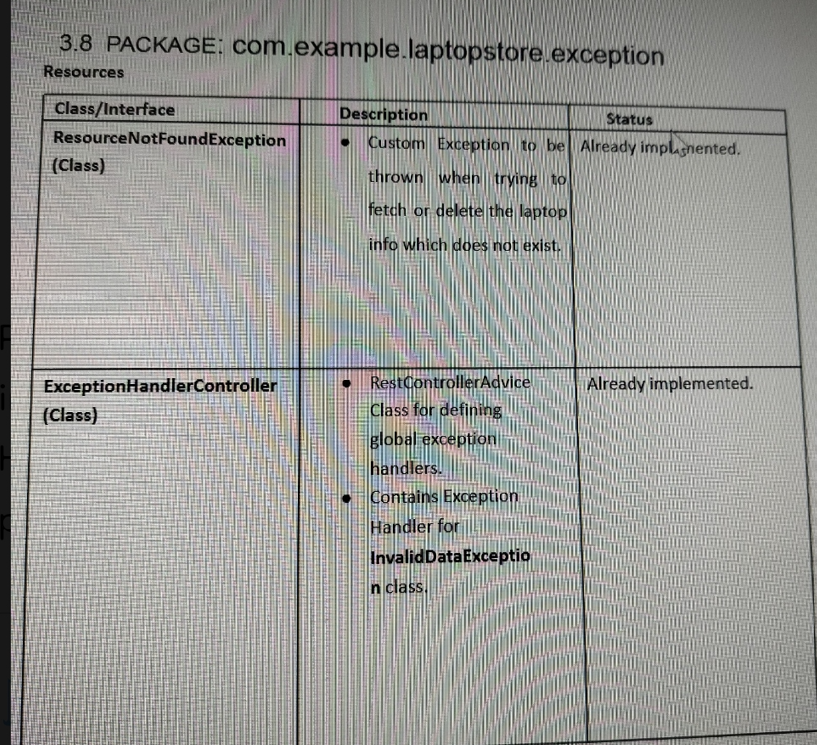 3.8 PACKAGE: com.example.laptopstore.exception
Resources
Class/Interface Description Status
ResourceNotFoundException
(Class)
• Custom Exception to be
thrown when trying to
fetch or delete the laptop
info which does not exist.
Already implemented.
ExceptionHandlerController
(Class)
• RestControllerAdvice
Class for defining
global exception
handlers.
• Contains Exception
Handler for
InvalidDataExceptio
n class.
Already implemented.